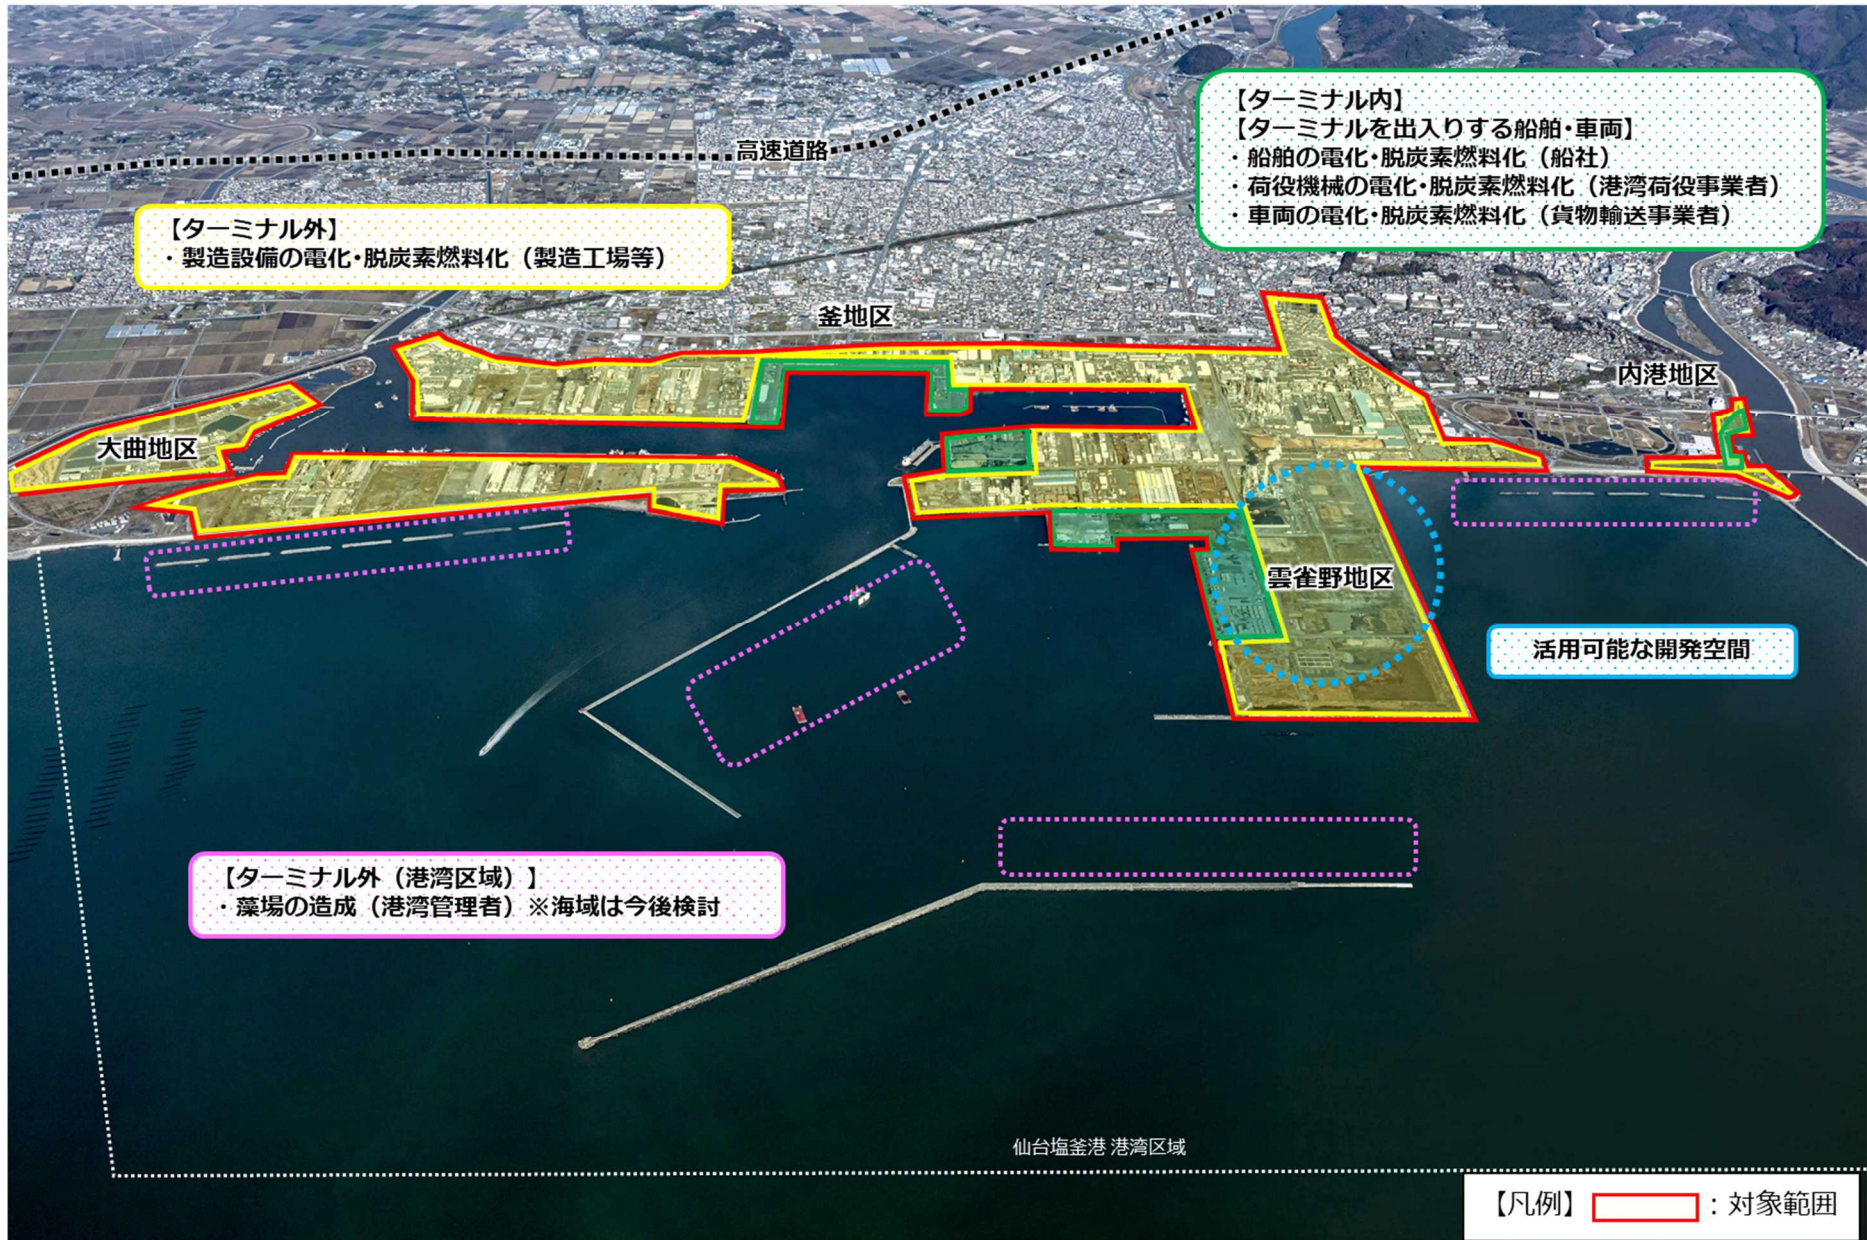 高速道路
【ターミナル内】
【ターミナルを出入りする船舶・車両】
・船舶の電化・脱炭素燃料化（船社）
・荷役機械の電化・脱炭素燃料化（港湾荷役事業者）
・車両の電化・脱炭素燃料化（貨物輸送事業者）
【ターミナル外】
・製造設備の電化・脱炭素燃料化（製造工場等）
釜地区
内港地区
大曲地区
雲雀野地区
活用可能な開発空間
【ターミナル外（港湾区域）】
・藻場の造成（港湾管理者）※海域は今後検討
仙台塩釜港 港湾区域
【凡例】　：対象範囲